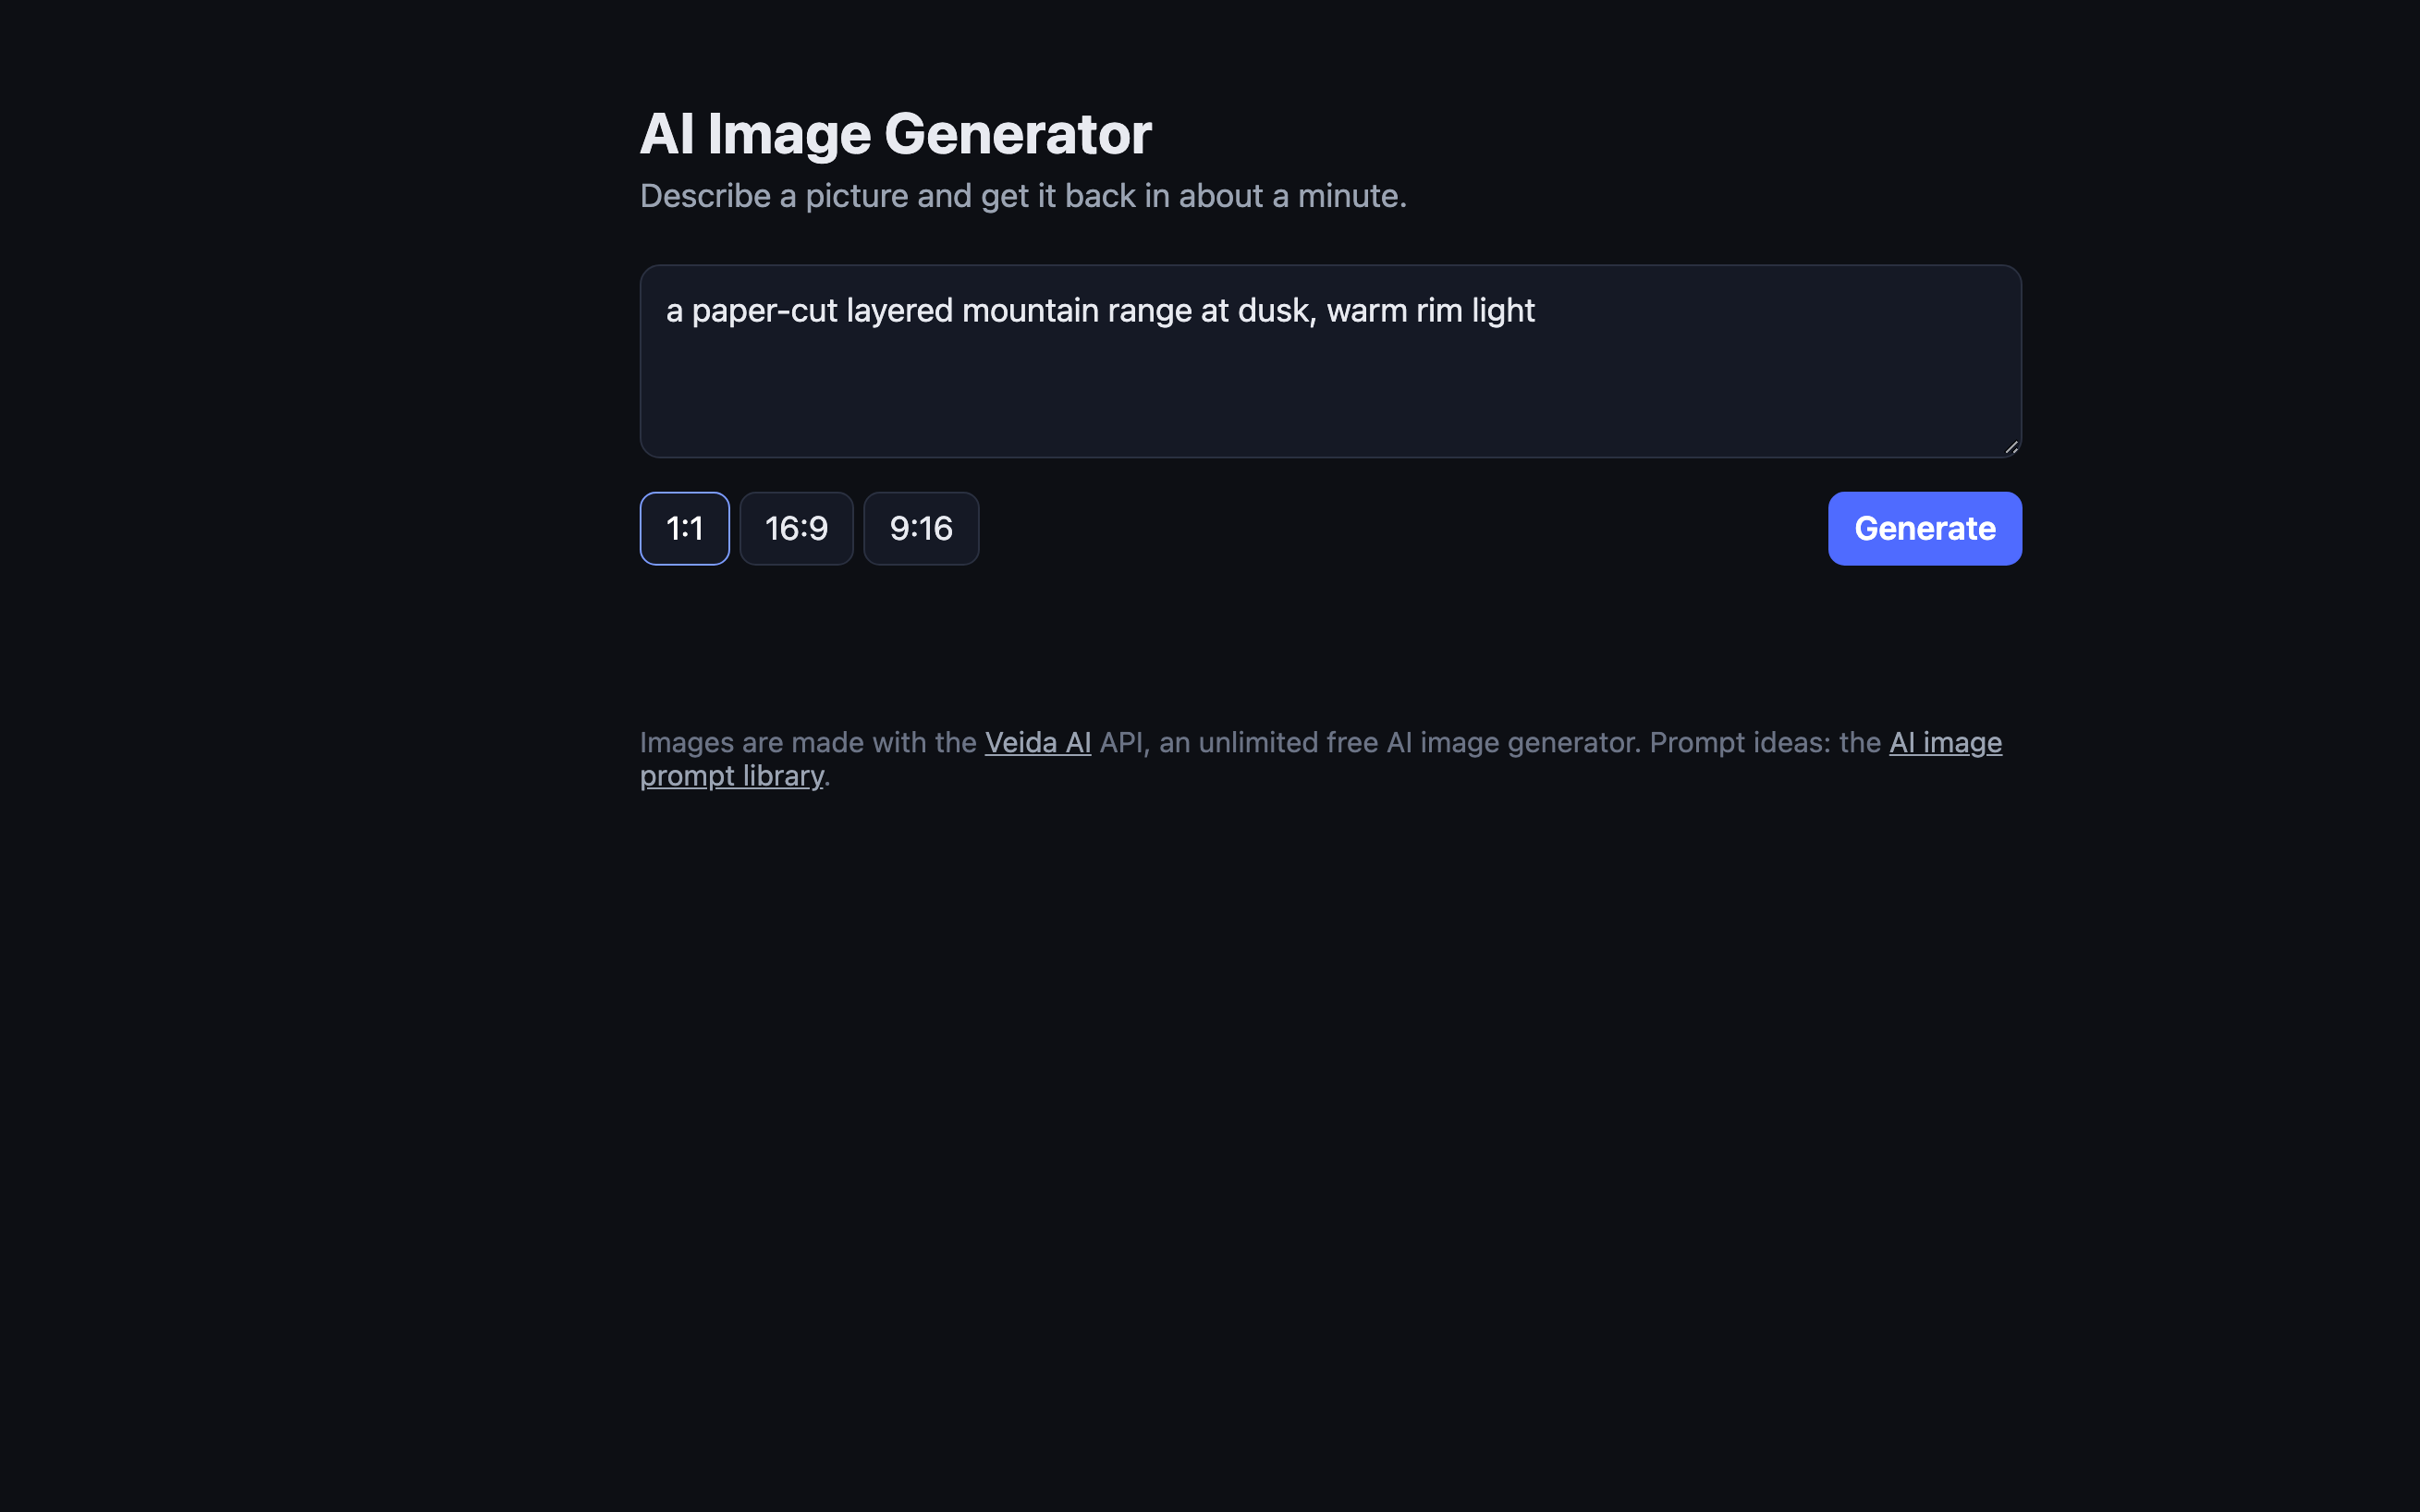 AI Image Generator
Describe a picture and get it back in about a minute.
a paper-cut layered mountain range at dusk, warm rim light
1:1 16:9 9:16 Generate
Images are made with the Veida AI API, an unlimited free AI image generator. Prompt ideas: the AI image
prompt library.